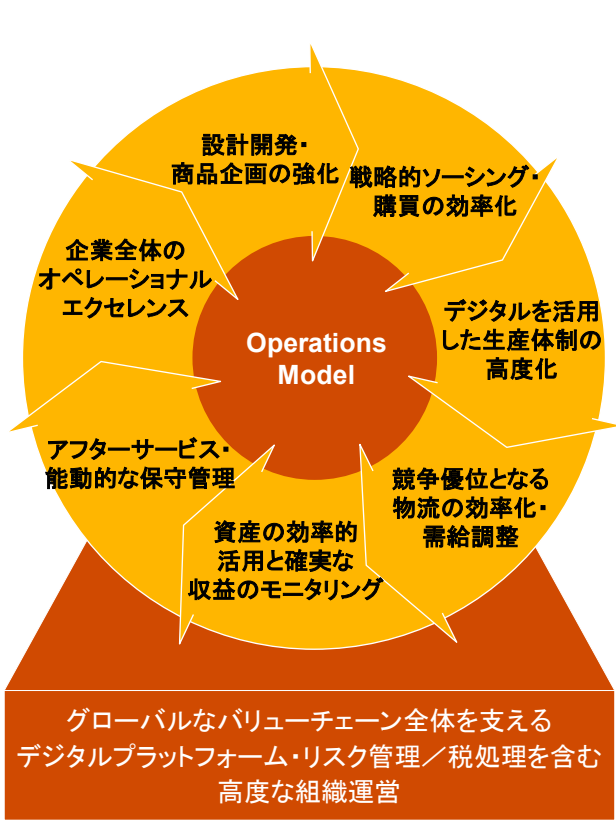 設計開発・
商品企画の強化
戦略的ソーシング・
購買の効率化
デジタルを活用
した生産体制の
高度化
競争優位となる
物流の効率化・
需給調整
資産の効率的
活用と確実な
収益のモニタリング
アフターサービス・
能動的な保守管理
企業全体の
オペレーショナル
エクセレンス
Operations
Model
グローバルなバリューチェーン全体を支える
デジタルプラットフォーム・リスク管理／税処理を含む
高度な組織運営